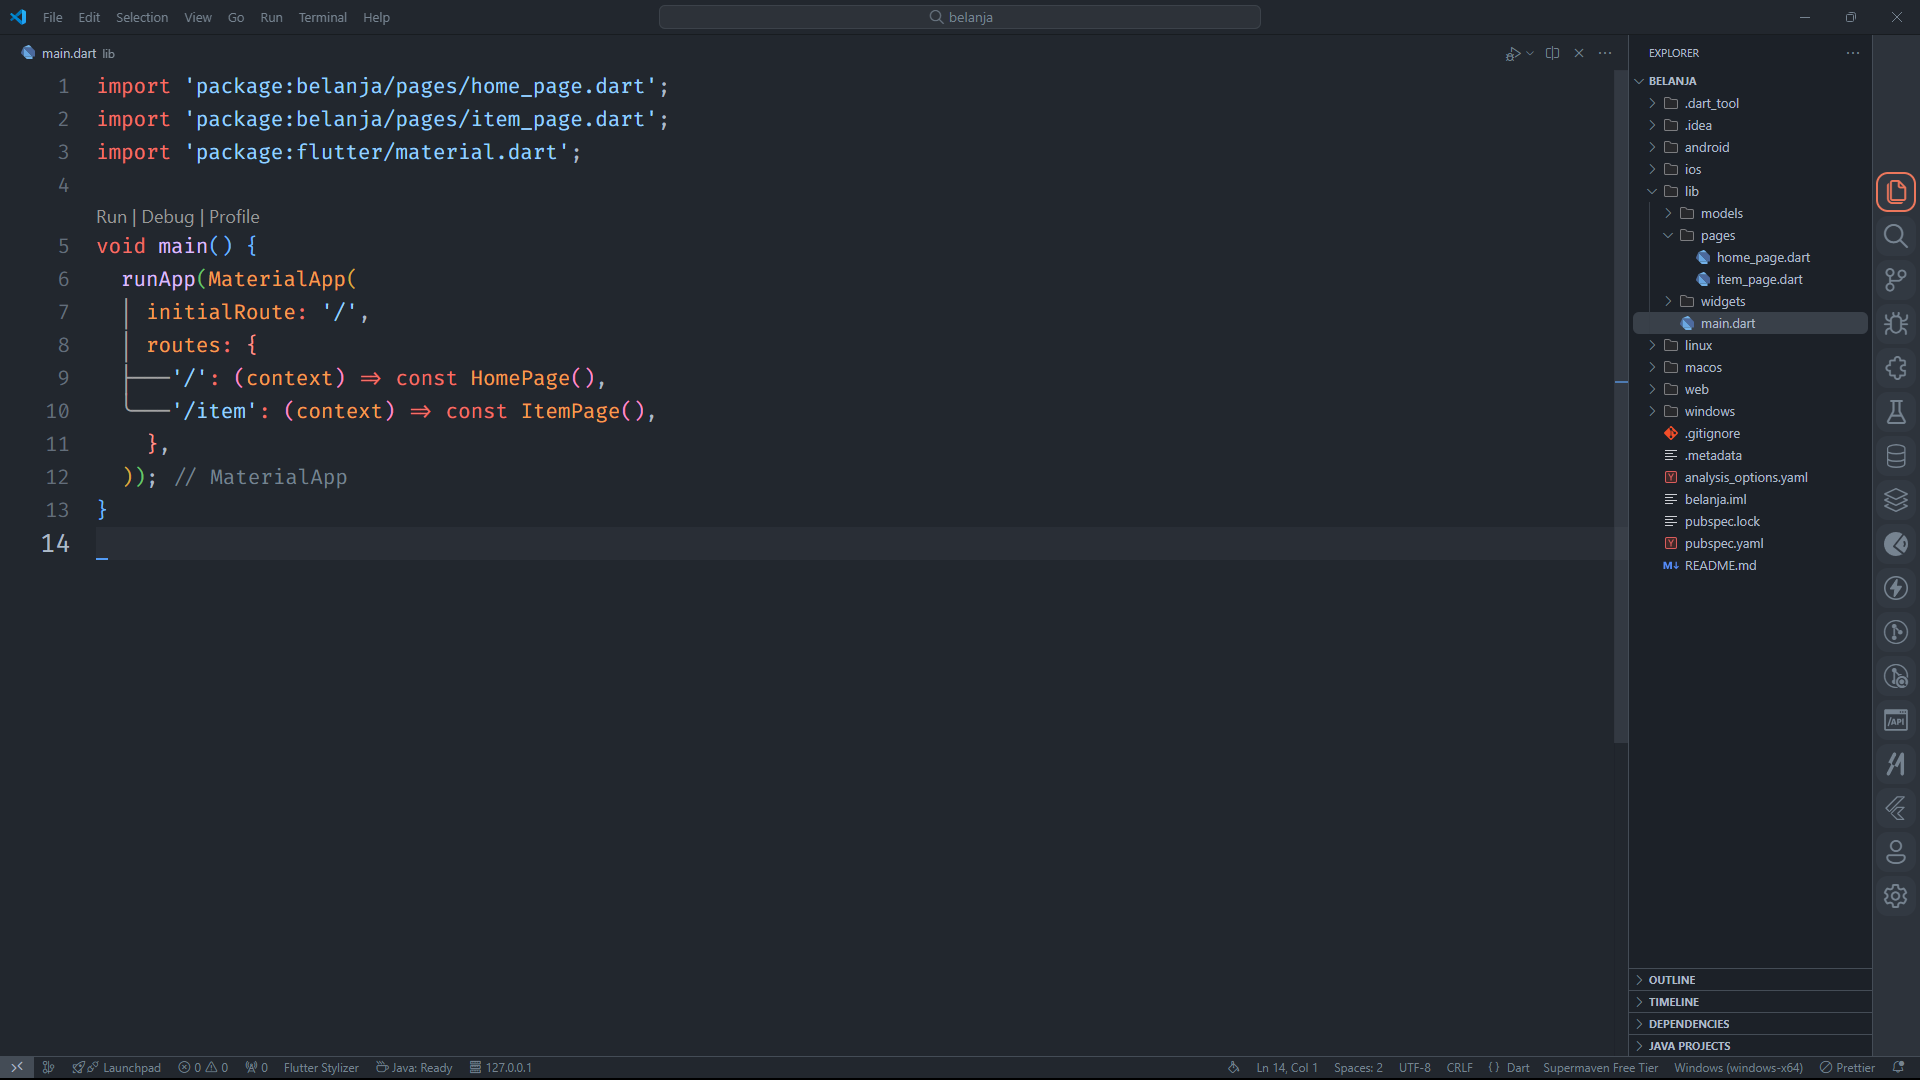 File Edit Selection View Go Run Terminal Help
belanja
main.dart lib
1 import 'package:belanja/pages/home_page.dart';
2 import 'package:belanja/pages/item_page.dart';
3 import 'package:flutter/material.dart';
4
Run | Debug | Profile
5 void main() {
6 runApp(MaterialApp(
7 initialRoute: '/',
8 routes: {
9 '/': (context) => const HomePage(),
10 '/item': (context) => const ItemPage(),
11 },
12 )); // MaterialApp
13 }
14
EXPLORER
BELANJA
.dart_tool
.idea
android
ios
lib
models
pages
home_page.dart
item_page.dart
widgets
main.dart
linux
macos
web
windows
.gitignore
.metadata
Y analysis_options.yaml
belanja.iml
pubspec.lock
Y pubspec.yaml
M↓ README.md
/API
OUTLINE
TIMELINE
DEPENDENCIES
JAVA PROJECTS
Launchpad 0 0 0 Flutter Stylizer Java: Ready 127.0.0.1
Ln 14, Col 1 Spaces: 2 UTF-8 CRLF {} Dart Supermaven Free Tier Windows (windows-x64) Prettier